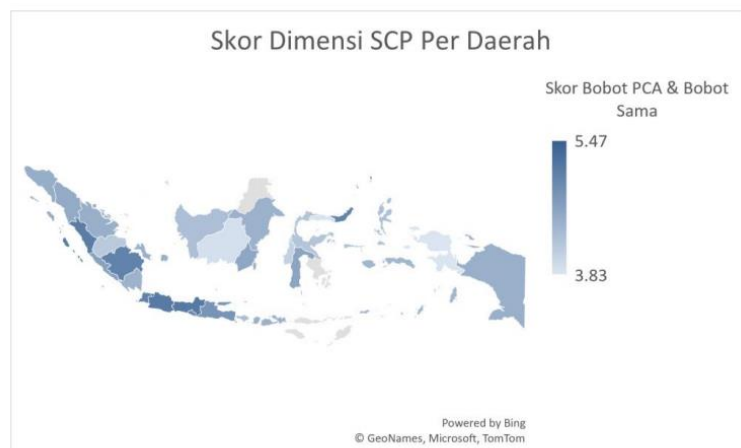 Skor Dimensi SCP Per Daerah
Skor Bobot PCA & Bobot
Sama
5.47
3.83
Powered by Bing
© GeoNames, Microsoft, TomTom